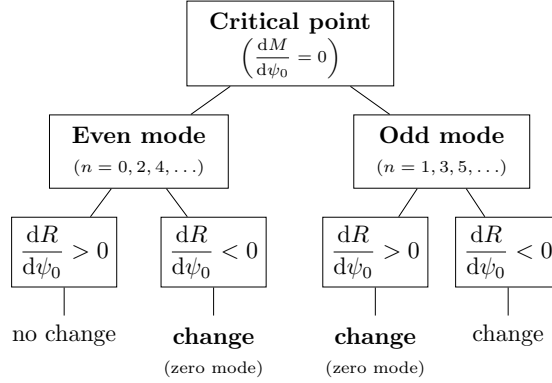 Critical point
(dM/dψ₀ = 0)
Even mode
(n = 0, 2, 4, . . .)
Odd mode
(n = 1, 3, 5, . . .)
dR/dψ₀ > 0
dR/dψ₀ < 0
dR/dψ₀ > 0
dR/dψ₀ < 0
no change
change
(zero mode)
change
(zero mode)
change